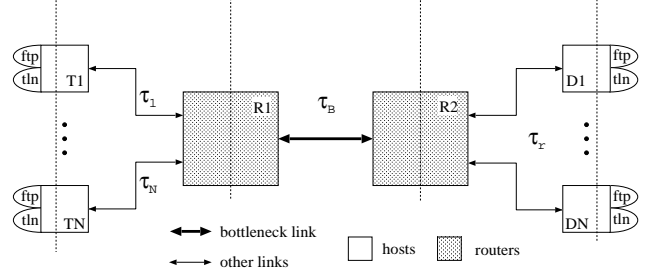 ftp T1 tln
τ1
R1
τB
R2
D1 ftp tln
τN
τr
ftp TN tln
DN ftp tln
bottleneck link
other links
hosts
routers